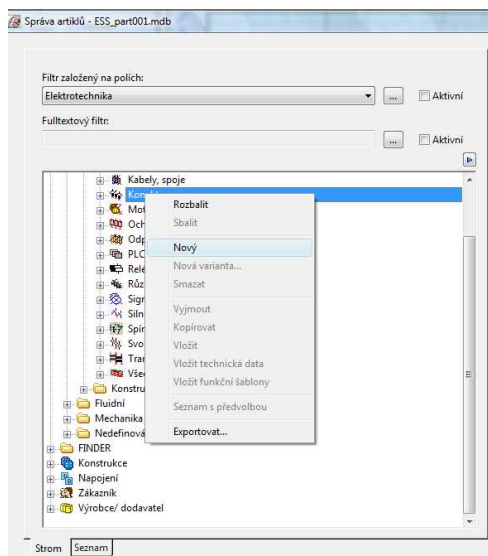 Správa artiklů - ESS_part001.mdb
Filtr založený na polích:
Elektrotechnika
...
Aktivní
Fulltextový filtr:
...
Aktivní
Kabely, spoje
Rozbalit
Sbalit
Nový
Nová varianta...
Smazat
Vyjmout
Kopírovat
Vložit
Vložit technická data
Vložit funkční šablony
Seznam s předvolbou
Exportovat...
PLC
Fluidní
Mechanika
FINDER
Konstrukce
Napojení
Zákazník
Výrobce/ dodavatel
Strom
Seznam